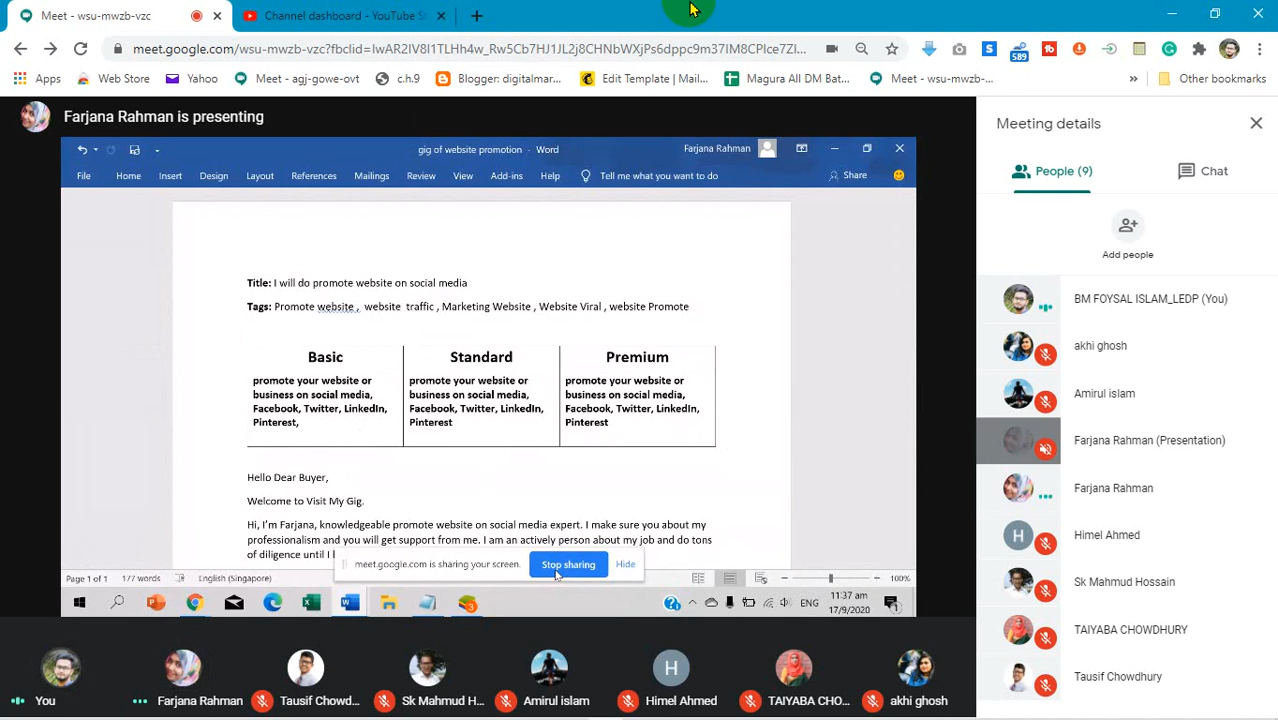 Meet - wsu-mwzb-vzc
Channel dashboard - YouTube St
meet.google.com/wsu-mwzb-vzc?fbclid=IwAR2IV8I1TLHh4w_Rw5Cb7HJ1JL2j8CHNbWXjPs6dppc9m37IM8CPIce7Z...
589
Apps
Web Store
Yahoo
Meet - agj-gowe-ovt
c.h.9
Blogger: digitalmar...
Edit Template | Mail...
Magura All DM Bat...
Meet - wsu-mwzb-v...
Other bookmarks
Farjana Rahman is presenting
gig of website promotion - Word
Farjana Rahman
File Home Insert Design Layout References Mailings Review View Add-ins Help Tell me what you want to do Share
Title: I will do promote website on social media
Tags: Promote website , website traffic , Marketing Website , Website Viral , website Promote
Basic
promote your website or
business on social media,
Facebook, Twitter, LinkedIn,
Pinterest,
Standard
promote your website or
business on social media,
Facebook, Twitter, LinkedIn,
Pinterest
Premium
promote your website or
business on social media,
Facebook, Twitter, LinkedIn,
Pinterest
Hello Dear Buyer,
Welcome to Visit My Gig.
Hi, I'm Farjana, knowledgeable promote website on social media expert. I make sure you about my
professionalism and you will get support from me. I am an actively person about my job and do tons
of diligence until I
meet.google.com is sharing your screen.
Stop sharing
Hide
Page 1 of 1 177 words English (Singapore)
100%
ENG
11:37 am
17/9/2020
You
Farjana Rahman
Tausif Chowd...
Sk Mahmud H...
Amirul islam
H
Himel Ahmed
TAIYABA CHO...
akhi ghosh
Meeting details
People (9)
Chat
Add people
BM FOYSAL ISLAM_LEDP (You)
akhi ghosh
Amirul islam
Farjana Rahman (Presentation)
Farjana Rahman
H
Himel Ahmed
Sk Mahmud Hossain
TAIYABA CHOWDHURY
Tausif Chowdhury